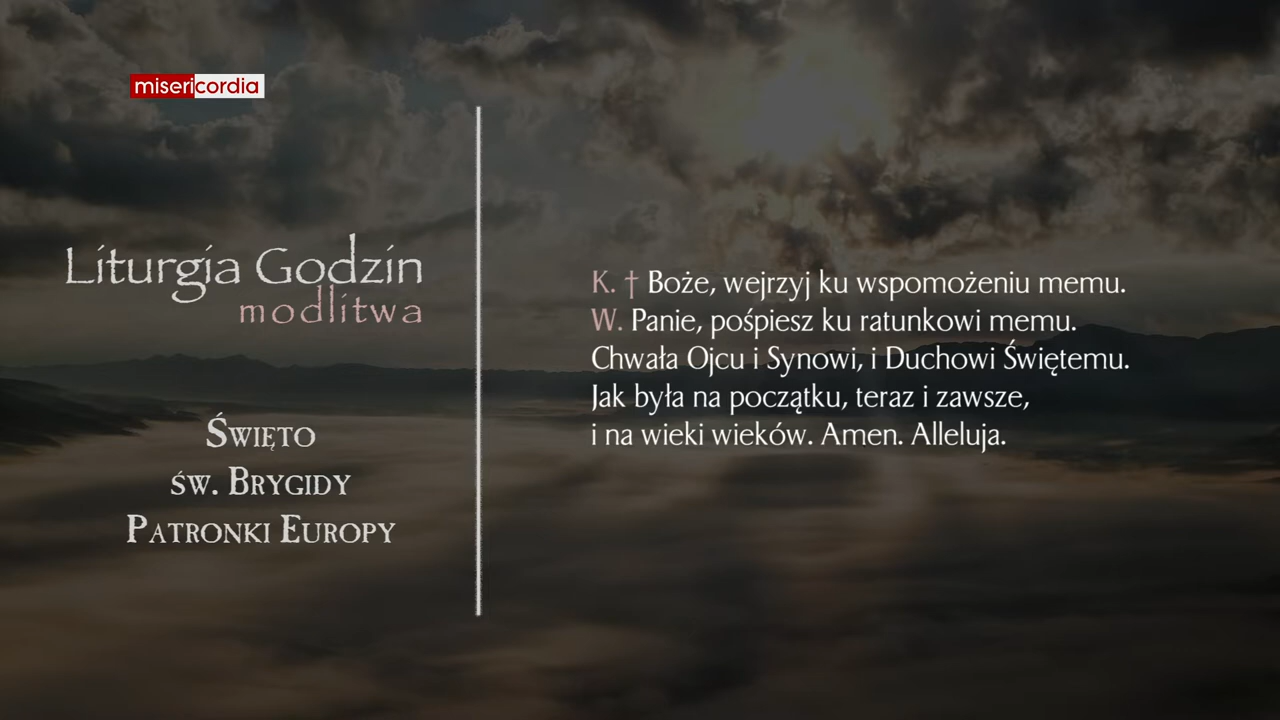 misericordia
Liturgia Godzin
modlitwa
Święto
św. Brygidy
Patronki Europy
K. † Boże, wejrzyj ku wspomożeniu memu.
W. Panie, pośpiesz ku ratunkowi memu.
Chwała Ojcu i Synowi, i Duchowi Świętemu.
Jak była na początku, teraz i zawsze,
i na wieki wieków. Amen. Alleluja.